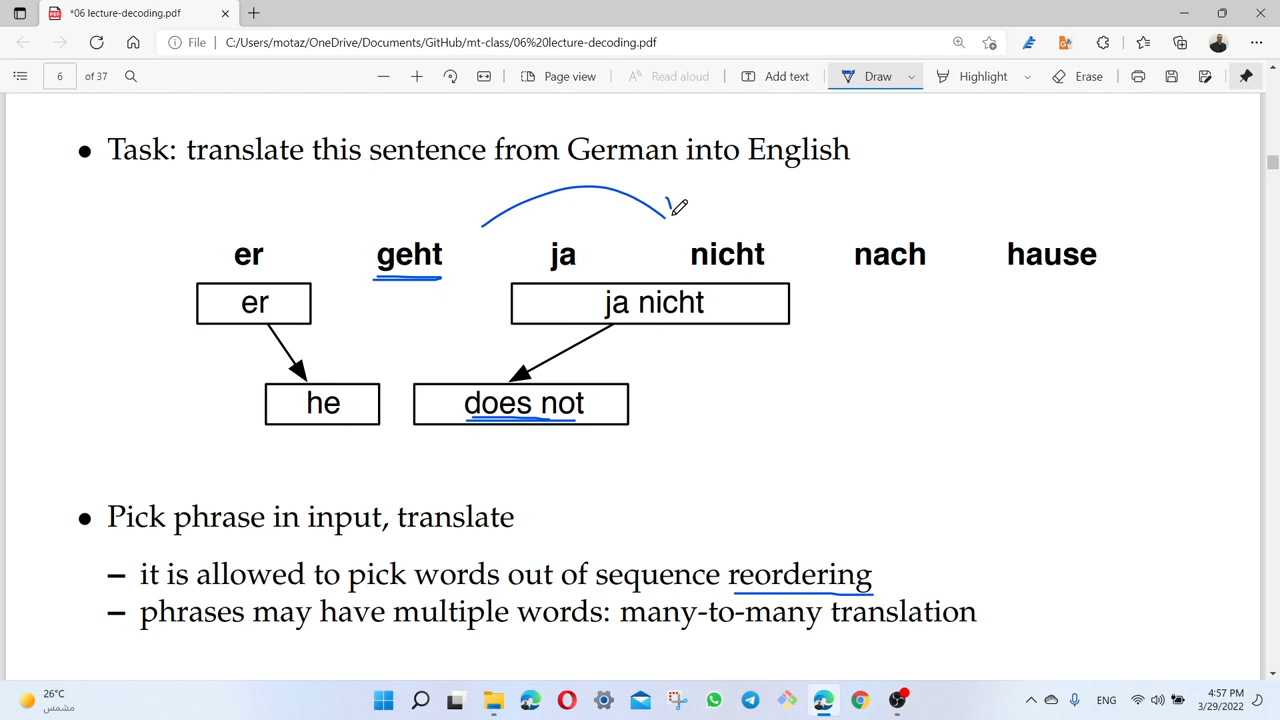 *06 lecture-decoding.pdf
File C:/Users/motaz/OneDrive/Documents/GitHub/mt-class/06%20lecture-decoding.pdf
6 of 37 Page view Read aloud Add text Draw Highlight Erase
• Task: translate this sentence from German into English
er geht ja nicht nach hause
er ja nicht
he does not
• Pick phrase in input, translate
– it is allowed to pick words out of sequence reordering
– phrases may have multiple words: many-to-many translation
26°C
مشمس
ENG
4:57 PM
3/29/2022